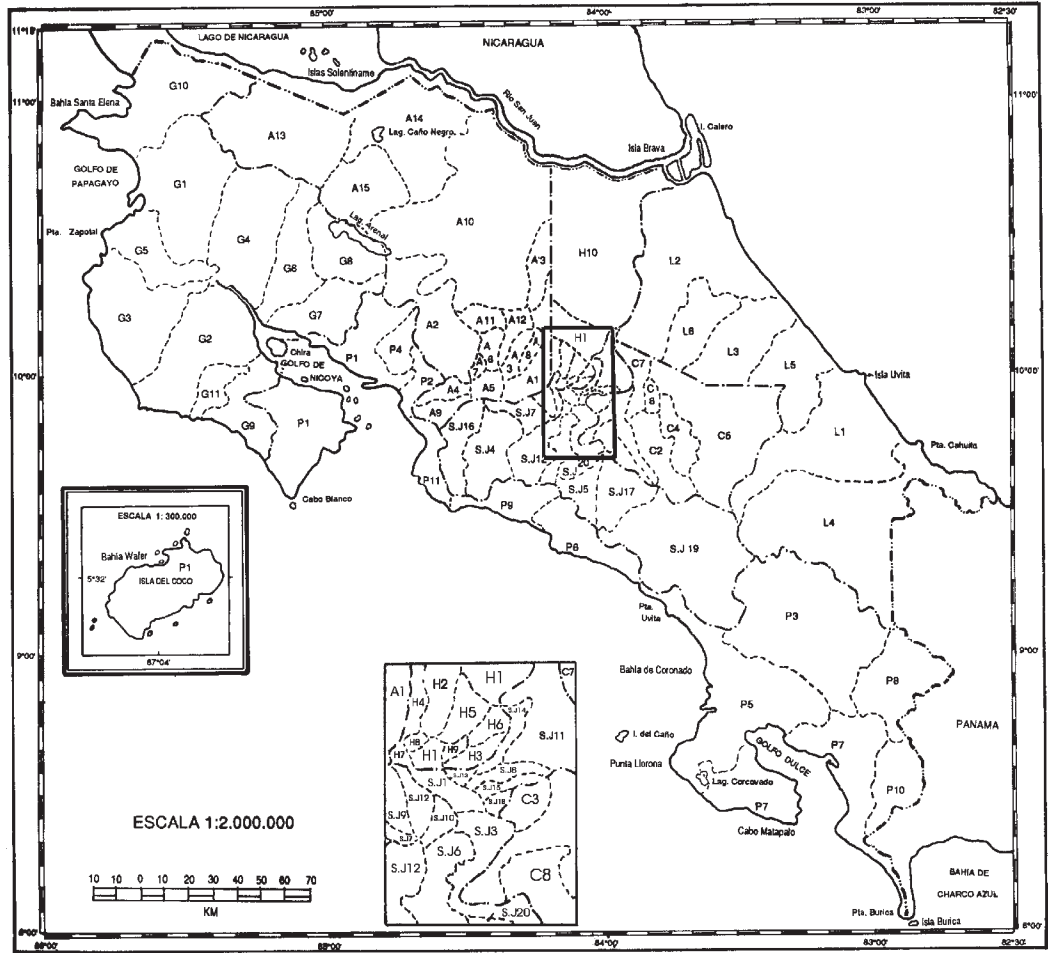 85°00'
84°00'
83°00'
82°30'
11°18'
LAGO DE NICARAGUA
NICARAGUA
Islas Solentiname
11°00'
11°00'
G10
Bahía Santa Elena
Río San Juan
A14
Lag. Caño Negro
I. Calero
A13
Isla Brava
GOLFO DE
PAPAGAYO
G1
A15
A10
Lag. Arenal
Pta. Zapotal
G4
G5
G6
G8
A3
H10
L2
G3
G7
A11
A12
G2
A2
L6
P1
P4
H1
L3
L5
Chira
GOLFO DE
NICOYA
C7
Isla Uvita
10°00'
10°00'
P2
A4
A5
A1
G11
A9
S.J7
C4
C5
L1
G9
P1
S.J16
S.J4
C2
Pta. Cahuita
S.J12
20
S.J
P11
S.J5
S.J17
Cabo Blanco
P9
L4
P6
S.J 19
ESCALA 1: 300.000
Bahía Wafer
P1
5°32'
ISLA DEL COCO
87°04'
Pta.
Uvita
P3
9°00'
9°00'
Bahía de Coronado
P8
P5
PANAMA
I. del Caño
GOLFO DULCE
P7
Punta Llorona
Lag. Corcovado
P10
P7
Cabo Matapalo
BAHIA DE
CHARCO AZUL
Pta. Burica
Isla Burica
H1
C7
A1
H2
H4
S.J14
H5
H6
S.J11
H8
H7
H1
H9
H3
S.J8
S.J13
S.J1
S.J15
S.J12
S.J18
C3
S.J9
S.J10
S.J3
S.J7
S.J6
S.J12
C8
S.J20
ESCALA 1:2.000.000
10 10 0 10 20 30 40 50 60 70
KM
8°00'
8°00'
86°00'
85°00'
84°00'
83°00'
82°30'